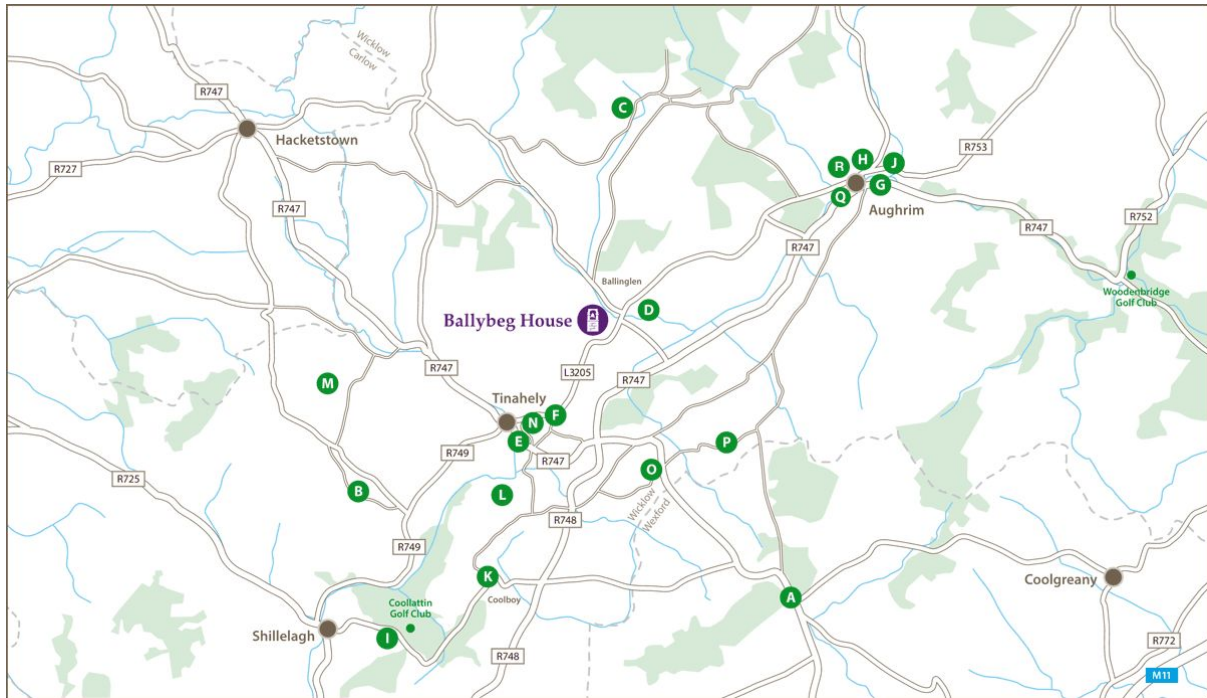 Wicklow
Carlow
R747
C
Hacketstown
R753
R
H
J
R727
Q
G
Aughrim
R747
R752
R747
R747
Ballinglen
Woodenbridge
Golf Club
D
Ballybeg House
R747
L3205
R747
M
Tinahely
F
N
E
P
R749
R747
O
R725
B
L
Wicklow
Wexford
R748
R749
K
Coolboy
Coolgreany
A
Coollattin
Golf Club
Shillelagh
I
R772
R748
M11